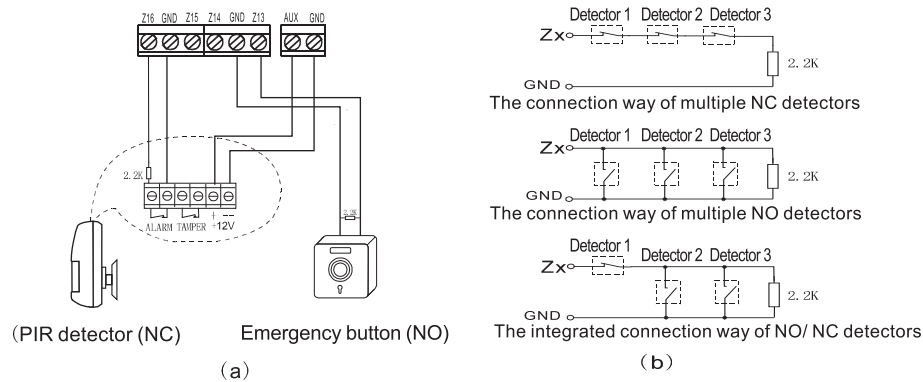 Z16 GND Z15 Z14 GND Z13 AUX GND
2.2K
ALARM TAMPER +12V
+ —
2.2K
(PIR detector (NC)
Emergency button (NO)
(a)
Detector 1 Detector 2 Detector 3
Zx
2.2K
GND
The connection way of multiple NC detectors
Detector 1 Detector 2 Detector 3
Zx
2.2K
GND
The connection way of multiple NO detectors
Detector 1 Detector 2 Detector 3
Zx
2.2K
GND
The integrated connection way of NO/ NC detectors
(b)